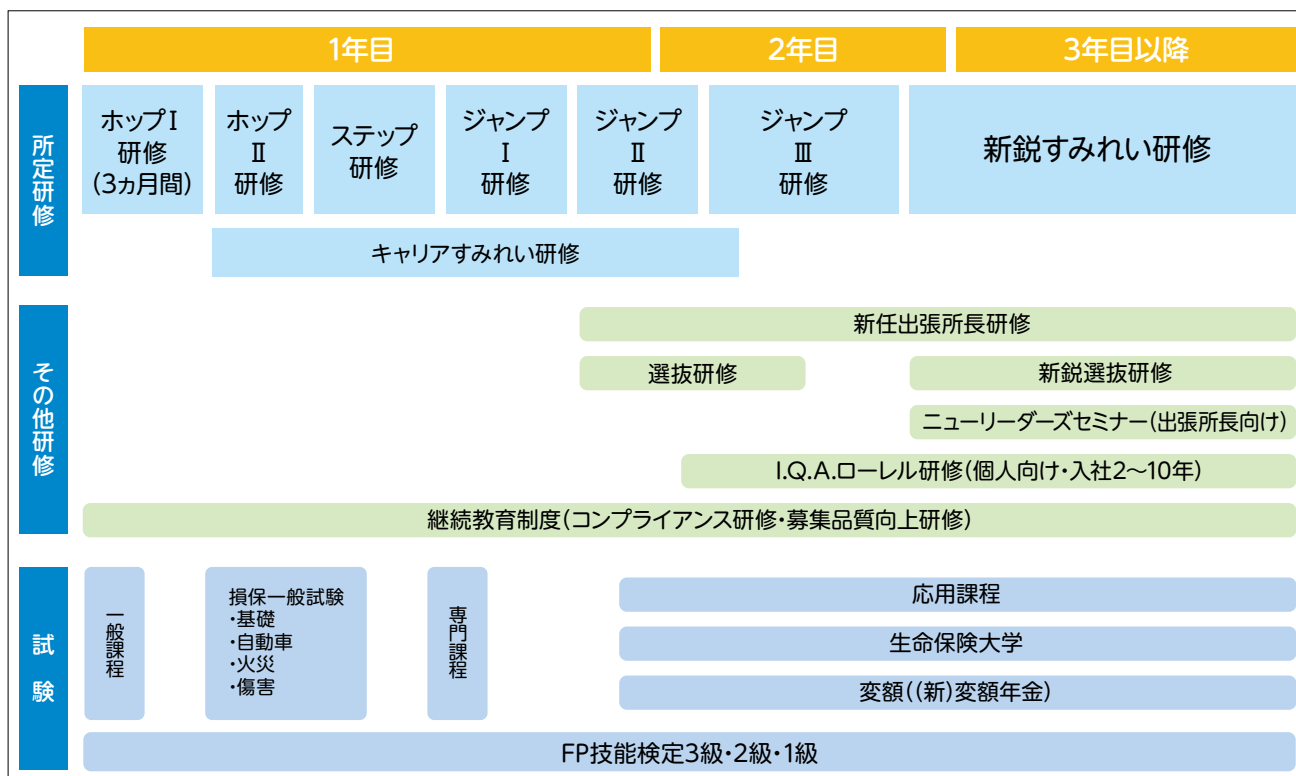 1年目
2年目
3年目以降
所定研修
ホップⅠ
研修
(3ヵ月間)
ホップ
Ⅱ
研修
ステップ
研修
ジャンプ
Ⅰ
研修
ジャンプ
Ⅱ
研修
ジャンプ
Ⅲ
研修
新鋭すみれい研修
キャリアすみれい研修
その他研修
新任出張所長研修
選抜研修
新鋭選抜研修
ニューリーダーズセミナー(出張所長向け)
I.Q.A.ローレル研修(個人向け・入社2〜10年)
継続教育制度(コンプライアンス研修・募集品質向上研修)
試験
一般課程
損保一般試験
・基礎
・自動車
・火災
・傷害
専門課程
応用課程
生命保険大学
変額((新)変額年金)
FP技能検定3級・2級・1級